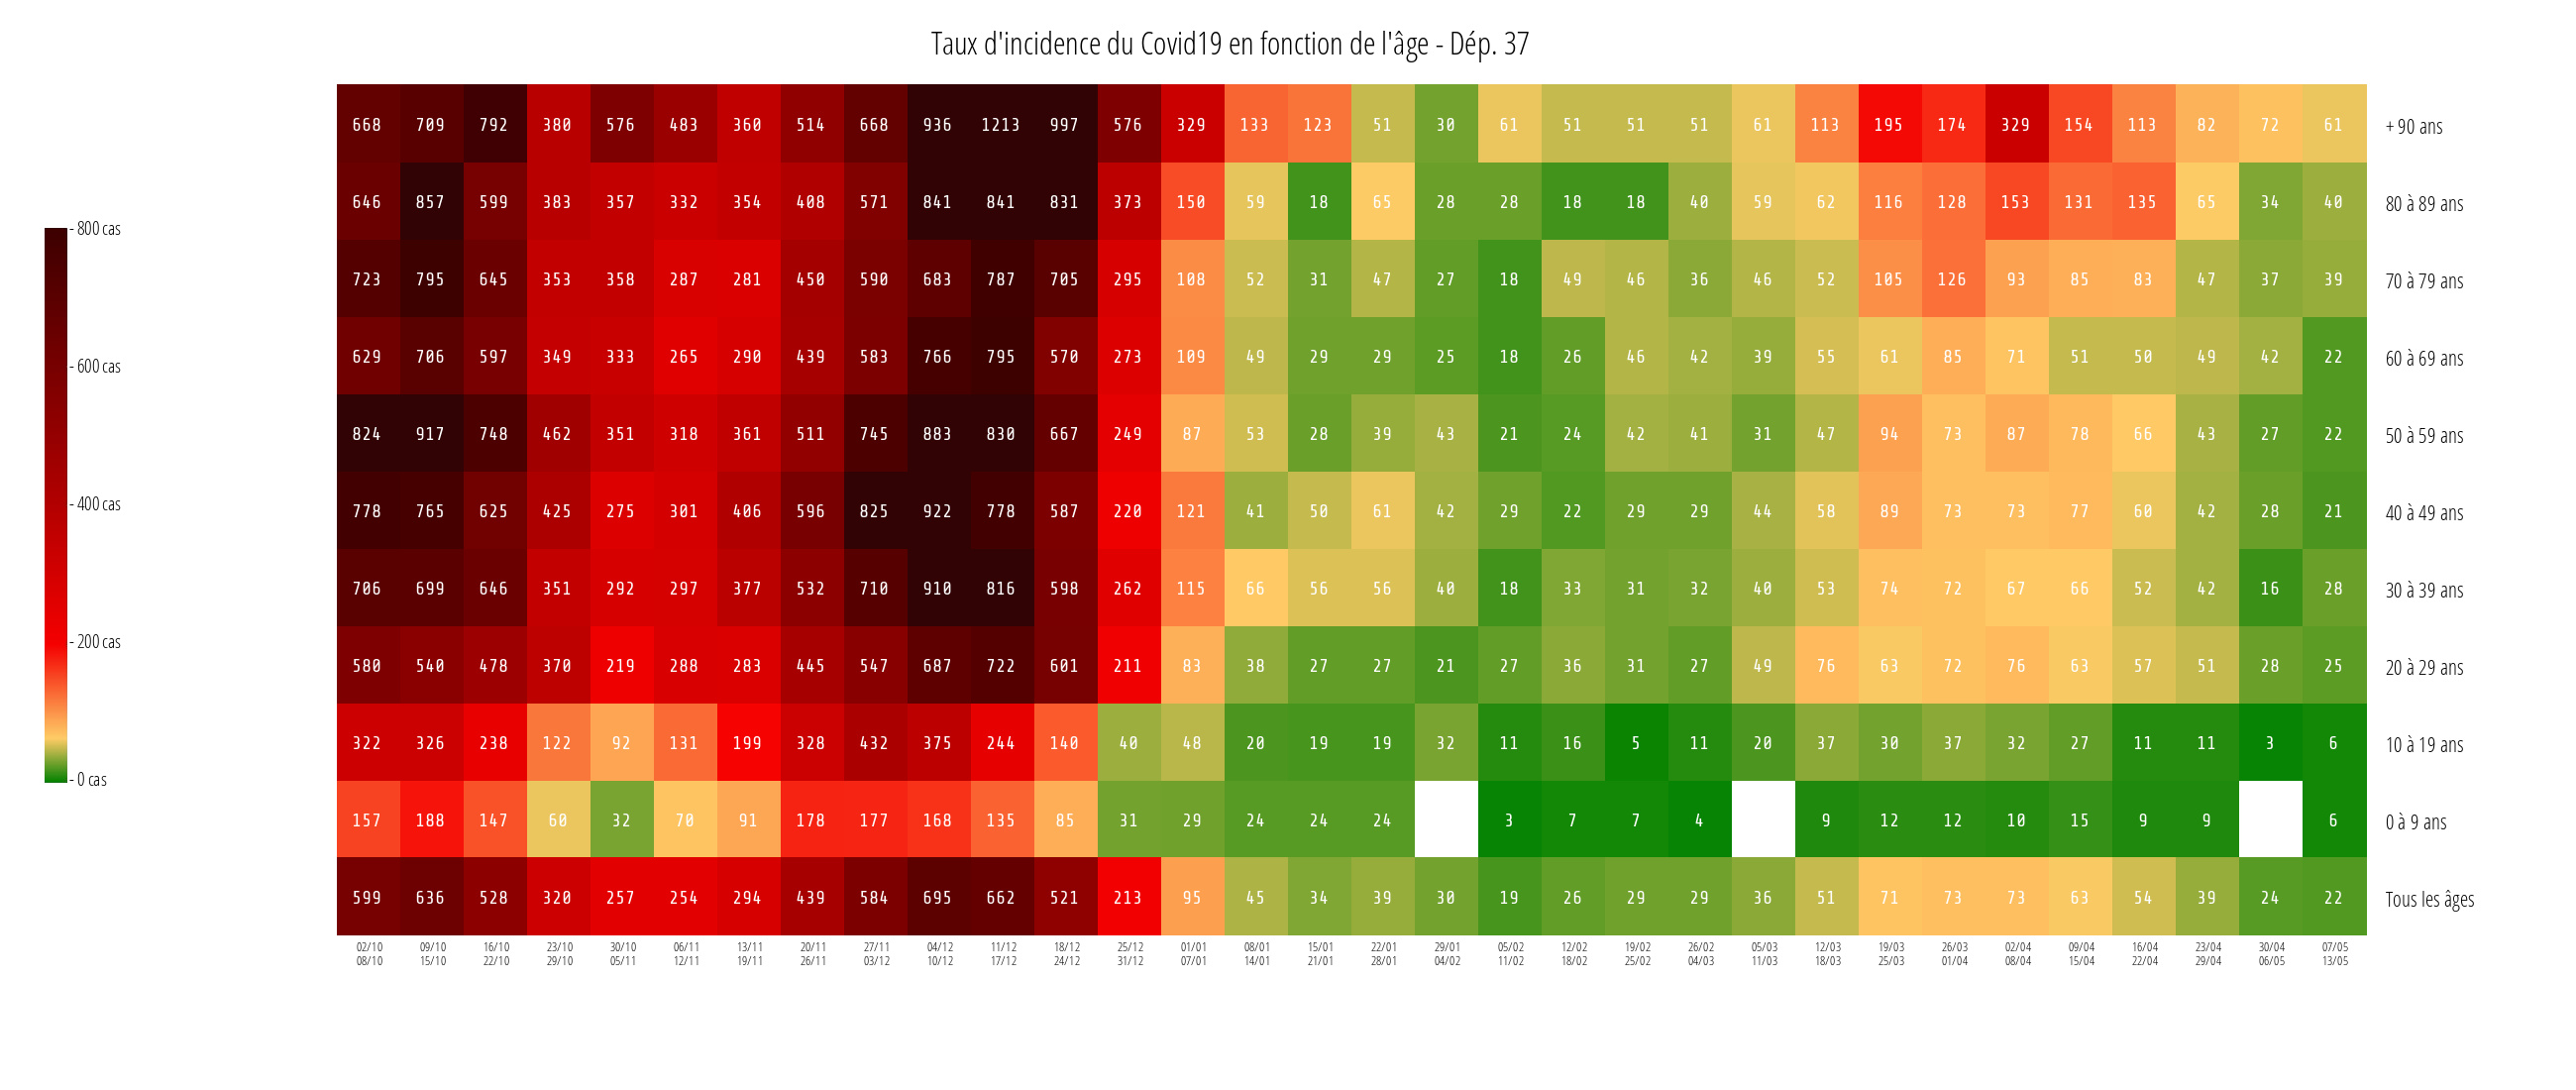 Taux d'incidence du Covid19 en fonction de l'âge - Dép. 37
- 800 cas
- 600 cas
- 400 cas
- 200 cas
- 0 cas
668 709 792 380 576 483 360 514 668 936 1213 997 576 329 133 123 51 30 61 51 51 51 61 113 195 174 329 154 113 82 72 61 + 90 ans
646 857 599 383 357 332 354 408 571 841 841 831 373 150 59 18 65 28 28 18 18 40 59 62 116 128 153 131 135 65 34 40 80 à 89 ans
723 795 645 353 358 287 281 450 590 683 787 705 295 108 52 31 47 27 18 49 46 36 46 52 105 126 93 85 83 47 37 39 70 à 79 ans
629 706 597 349 333 265 290 439 583 766 795 570 273 109 49 29 29 25 18 26 46 42 39 55 61 85 71 51 50 49 42 22 60 à 69 ans
824 917 748 462 351 318 361 511 745 883 830 667 249 87 53 28 39 43 21 24 42 41 31 47 94 73 87 78 66 43 27 22 50 à 59 ans
778 765 625 425 275 301 406 596 825 922 778 587 220 121 41 50 61 42 29 22 29 29 44 58 89 73 73 77 60 42 28 21 40 à 49 ans
706 699 646 351 292 297 377 532 710 910 816 598 262 115 66 56 56 40 18 33 31 32 40 53 74 72 67 66 52 42 16 28 30 à 39 ans
580 540 478 370 219 288 283 445 547 687 722 601 211 83 38 27 27 21 27 36 31 27 49 76 63 72 76 63 57 51 28 25 20 à 29 ans
322 326 238 122 92 131 199 328 432 375 244 140 40 48 20 19 19 32 11 16 5 11 20 37 30 37 32 27 11 11 3 6 10 à 19 ans
157 188 147 60 32 70 91 178 177 168 135 85 31 29 24 24 24 3 7 7 4 9 12 12 10 15 9 9 6 0 à 9 ans
599 636 528 320 257 254 294 439 584 695 662 521 213 95 45 34 39 30 19 26 29 29 36 51 71 73 73 63 54 39 24 22 Tous les âges
02/10 09/10 16/10 23/10 30/10 06/11 13/11 20/11 27/11 04/12 11/12 18/12 25/12 01/01 08/01 15/01 22/01 29/01 05/02 12/02 19/02 26/02 05/03 12/03 19/03 26/03 02/04 09/04 16/04 23/04 30/04 07/05
08/10 15/10 22/10 29/10 05/11 12/11 19/11 26/11 03/12 10/12 17/12 24/12 31/12 07/01 14/01 21/01 28/01 04/02 11/02 18/02 25/02 04/03 11/03 18/03 25/03 01/04 08/04 15/04 22/04 29/04 06/05 13/05